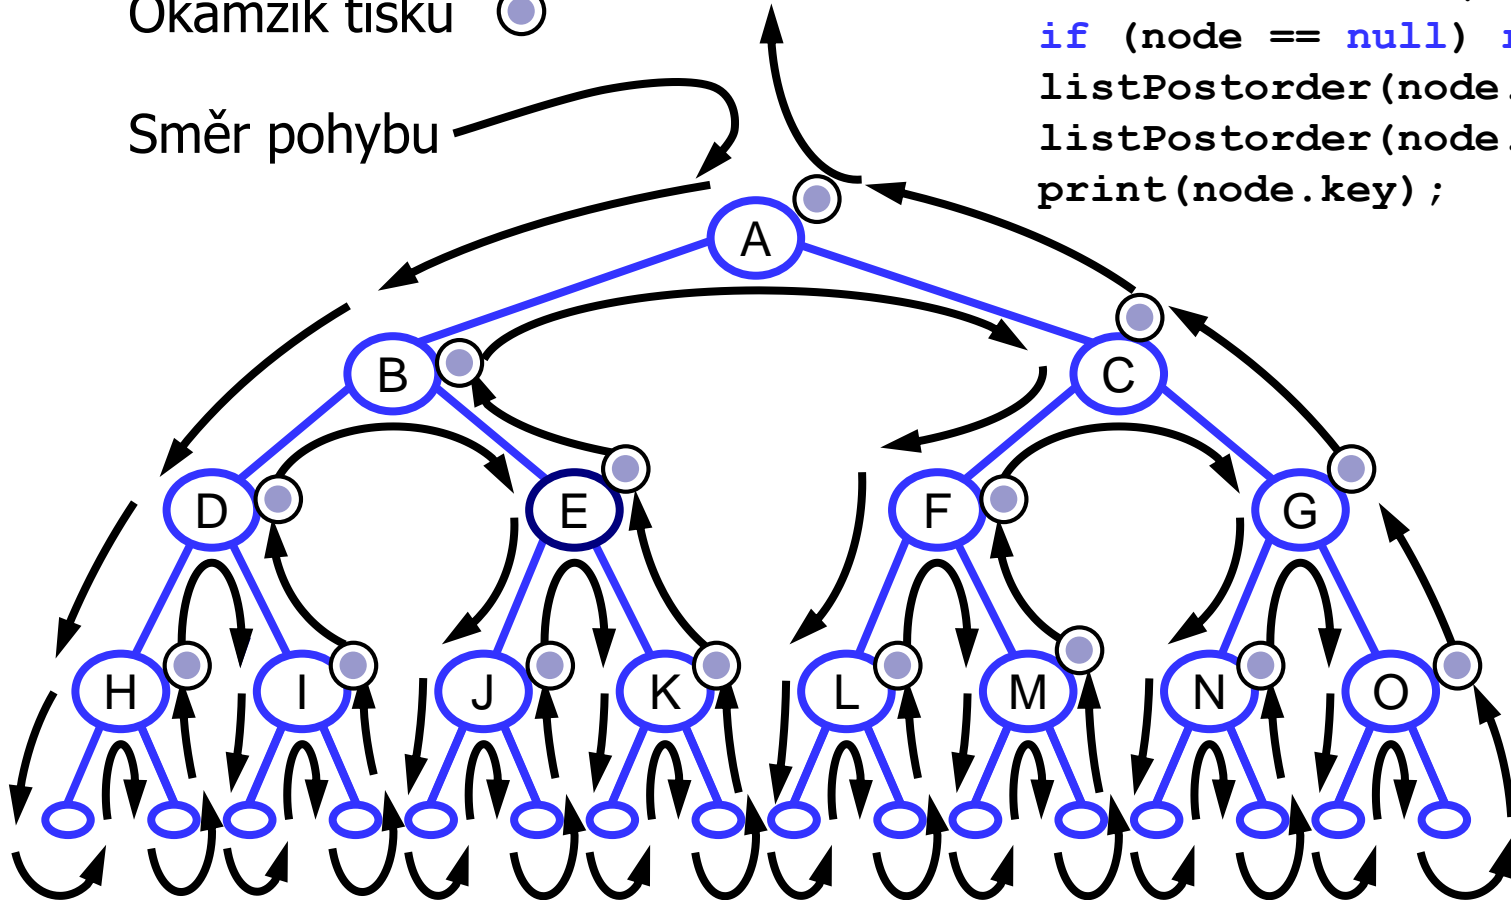 Okamžik tisku
Směr pohybu
if (node == null)
listPostorder(node.
listPostorder(node.
print(node.key);
A
B
C
D
E
F
G
H
I
J
K
L
M
N
O